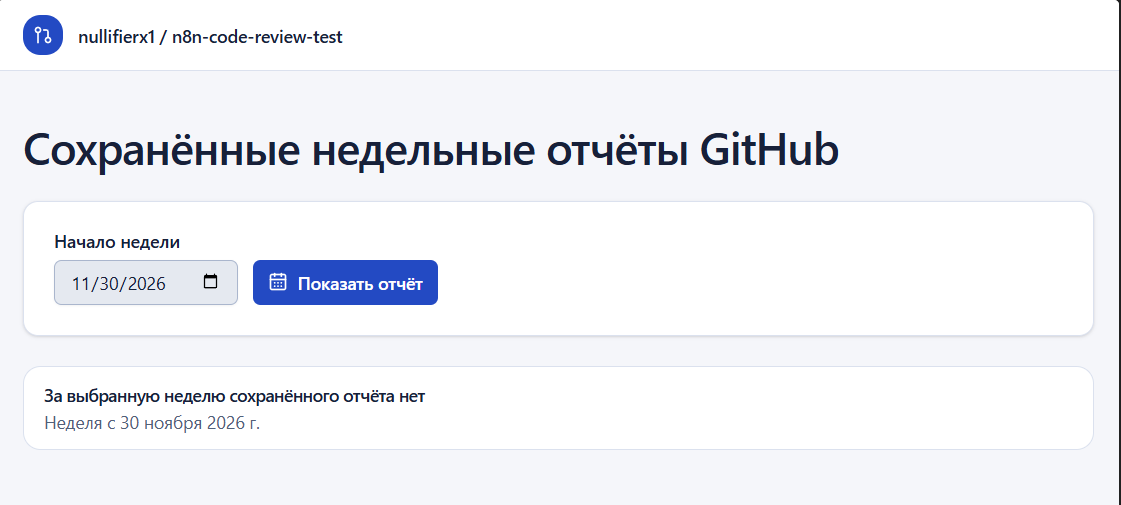 nullifierx1 / n8n-code-review-test
Сохранённые недельные отчёты GitHub
Начало недели
11/30/2026
Показать отчёт
За выбранную неделю сохранённого отчёта нет
Неделя с 30 ноября 2026 г.